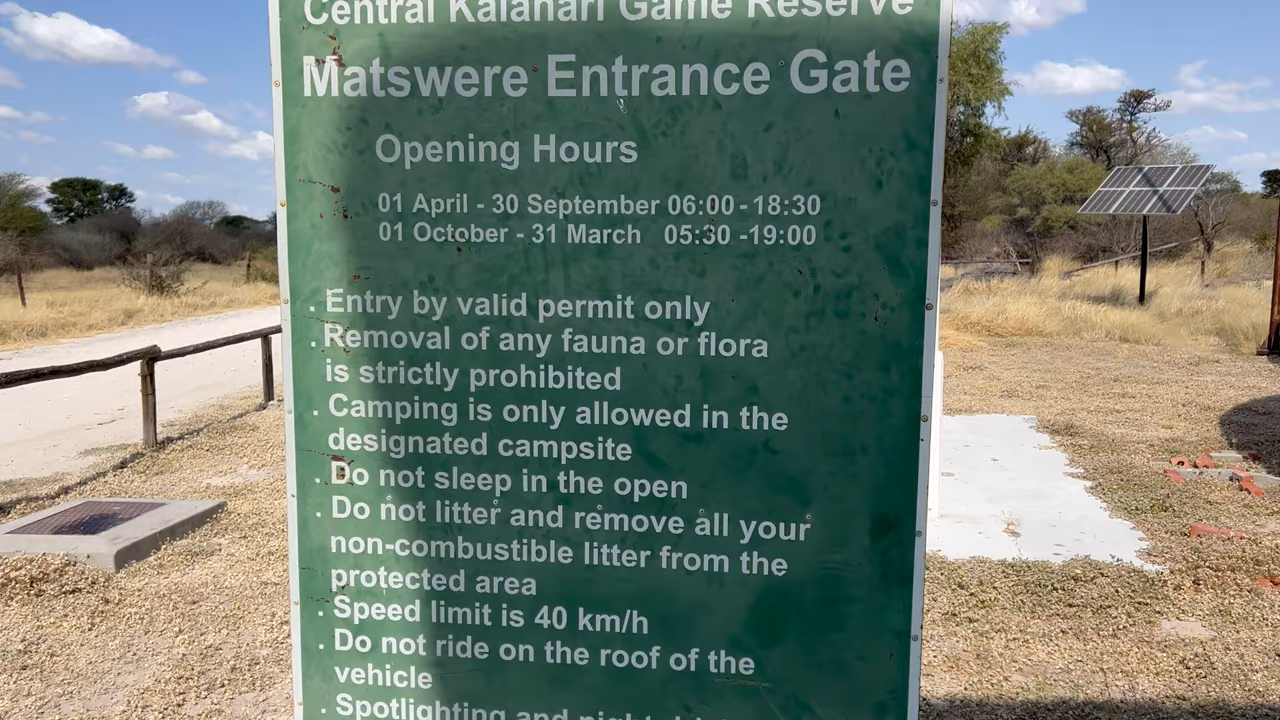 Central Kalahari Game Reserve
Matswere Entrance Gate
Opening Hours
01 April - 30 September 06:00 - 18:30
01 October - 31 March 05:30 -19:00
. Entry by valid permit only
. Removal of any fauna or flora
is strictly prohibited
. Camping is only allowed in the
designated campsite
. Do not sleep in the open
. Do not litter and remove all your
non-combustible litter from the
protected area
. Speed limit is 40 km/h
. Do not ride on the roof of the
vehicle
. Spotlighting and night